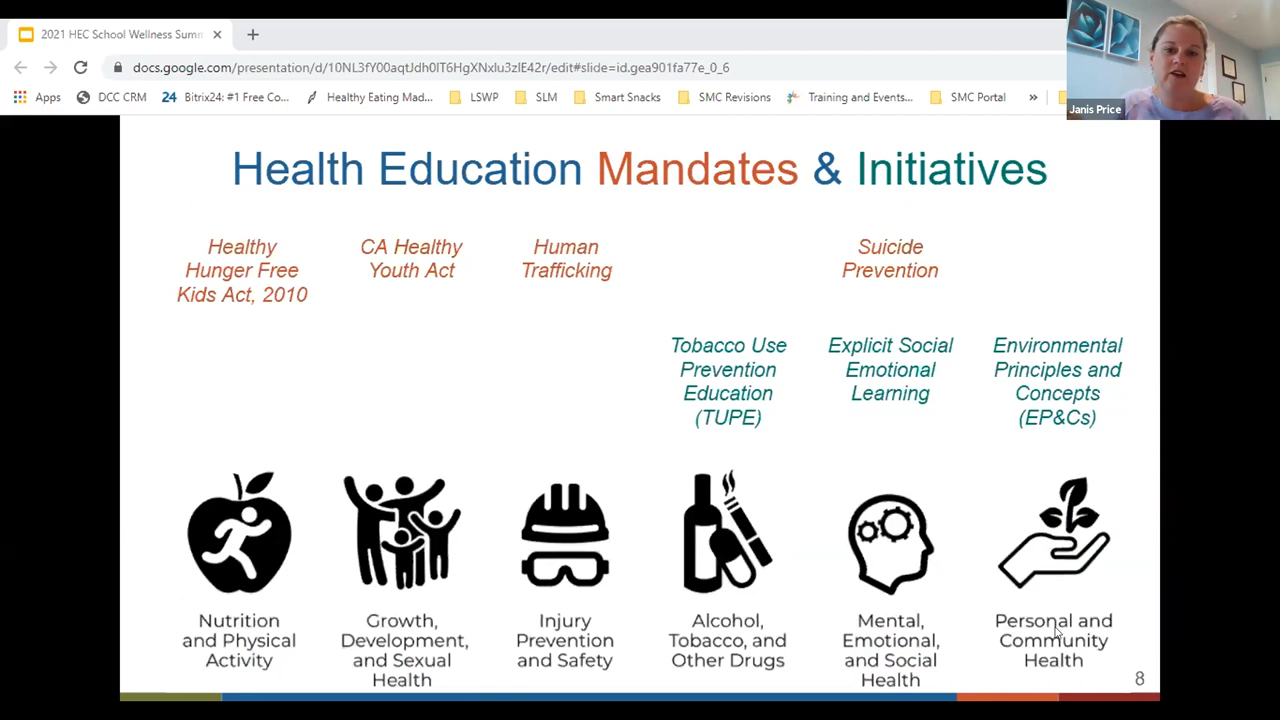 2021 HEC School Wellness Summ
docs.google.com/presentation/d/10NL3fY00aqtJdh0lT6HgXNxlu3zlE42r/edit#slide=id.gea901fa77e_0_6
Apps DCC CRM 24 Bitrix24: #1 Free Co... Healthy Eating Mad... LSWP SLM Smart Snacks SMC Revisions Training and Events... SMC Portal »
Janis Price
Health Education Mandates & Initiatives
Healthy
Hunger Free
Kids Act, 2010
CA Healthy
Youth Act
Human
Trafficking
Suicide
Prevention
Tobacco Use
Prevention
Education
(TUPE)
Explicit Social
Emotional
Learning
Environmental
Principles and
Concepts
(EP&Cs)
Nutrition
and Physical
Activity
Growth,
Development,
and Sexual
Health
Injury
Prevention
and Safety
Alcohol,
Tobacco, and
Other Drugs
Mental,
Emotional,
and Social
Health
Personal and
Community
Health
8